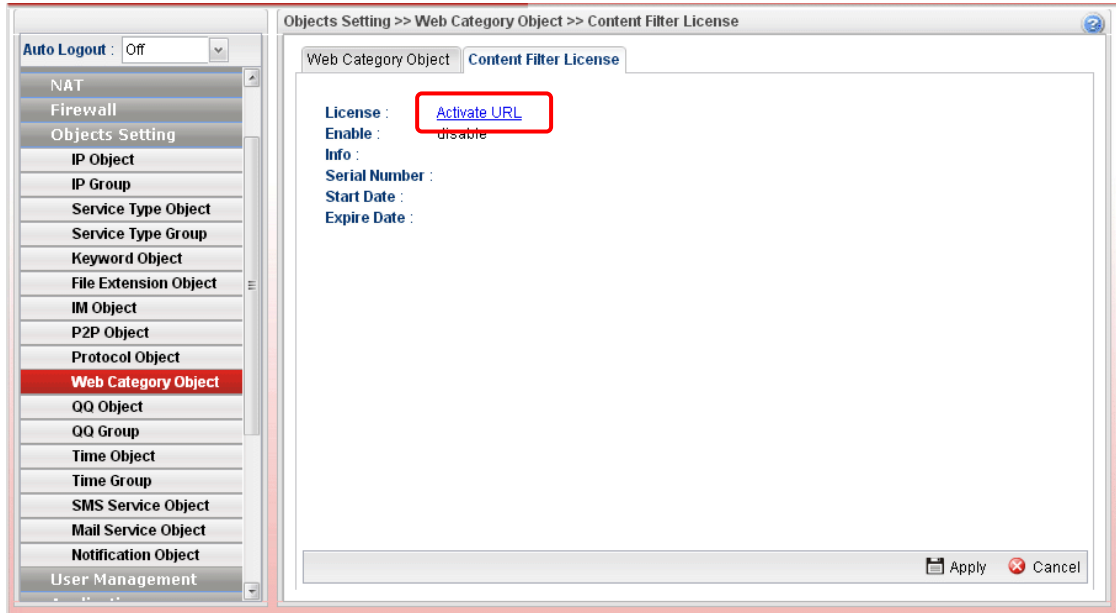 Objects Setting >> Web Category Object >> Content Filter License
Auto Logout : Off
NAT
Firewall
Objects Setting
IP Object
IP Group
Service Type Object
Service Type Group
Keyword Object
File Extension Object
IM Object
P2P Object
Protocol Object
Web Category Object
QQ Object
QQ Group
Time Object
Time Group
SMS Service Object
Mail Service Object
Notification Object
User Management
Web Category Object Content Filter License
License : Activate URL
Enable : disable
Info :
Serial Number :
Start Date :
Expire Date :
Apply Cancel